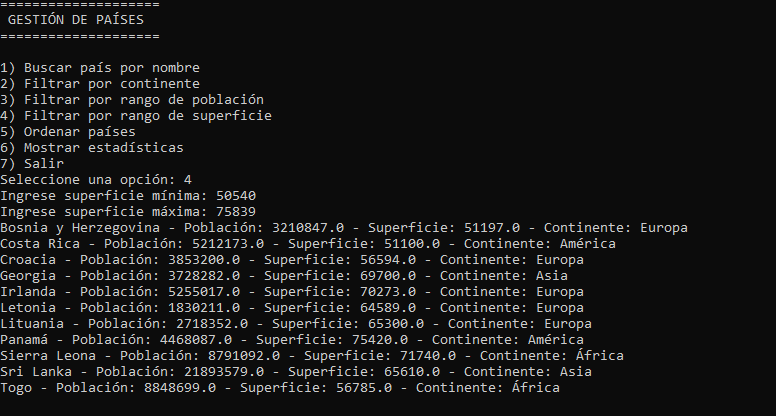 ====================
 GESTIÓN DE PAÍSES
====================
1) Buscar país por nombre
2) Filtrar por continente
3) Filtrar por rango de población
4) Filtrar por rango de superficie
5) Ordenar países
6) Mostrar estadísticas
7) Salir
Seleccione una opción: 4
Ingrese superficie mínima: 50540
Ingrese superficie máxima: 75839
Bosnia y Herzegovina - Población: 3210847.0 - Superficie: 51197.0 - Continente: Europa
Costa Rica - Población: 5212173.0 - Superficie: 51100.0 - Continente: América
Croacia - Población: 3853200.0 - Superficie: 56594.0 - Continente: Europa
Georgia - Población: 3728282.0 - Superficie: 69700.0 - Continente: Asia
Irlanda - Población: 5255017.0 - Superficie: 70273.0 - Continente: Europa
Letonia - Población: 1830211.0 - Superficie: 64589.0 - Continente: Europa
Lituania - Población: 2718352.0 - Superficie: 65300.0 - Continente: Europa
Panamá - Población: 4468087.0 - Superficie: 75420.0 - Continente: América
Sierra Leona - Población: 8791092.0 - Superficie: 71740.0 - Continente: África
Sri Lanka - Población: 21893579.0 - Superficie: 65610.0 - Continente: Asia
Togo - Población: 8848699.0 - Superficie: 56785.0 - Continente: África